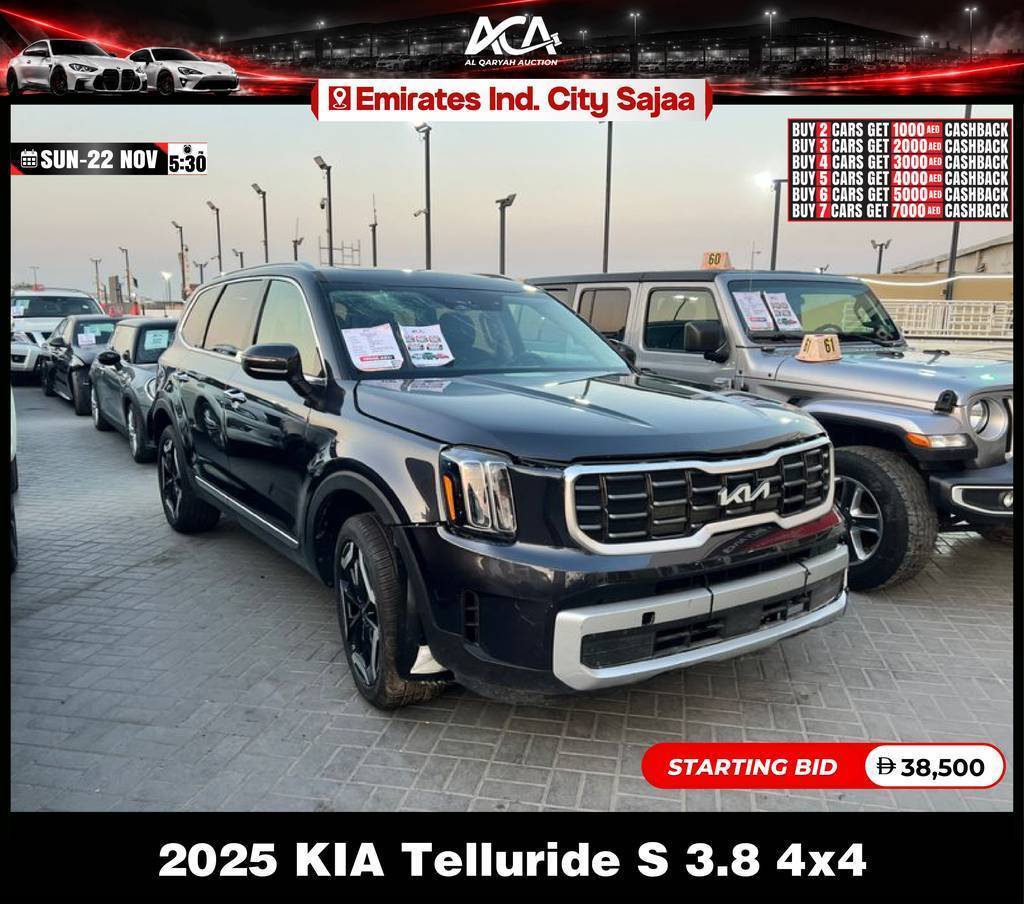 ACA
AL QARYAH AUCTION
Emirates Ind. City Sajaa
SUN-22 NOV 5:30
BUY 2 CARS GET 1000 AED CASHBACK
BUY 3 CARS GET 2000 AED CASHBACK
BUY 4 CARS GET 3000 AED CASHBACK
BUY 5 CARS GET 4000 AED CASHBACK
BUY 6 CARS GET 5000 AED CASHBACK
BUY 7 CARS GET 7000 AED CASHBACK
60
61
KIA
STARTING BID 38,500
2025 KIA Telluride S 3.8 4x4